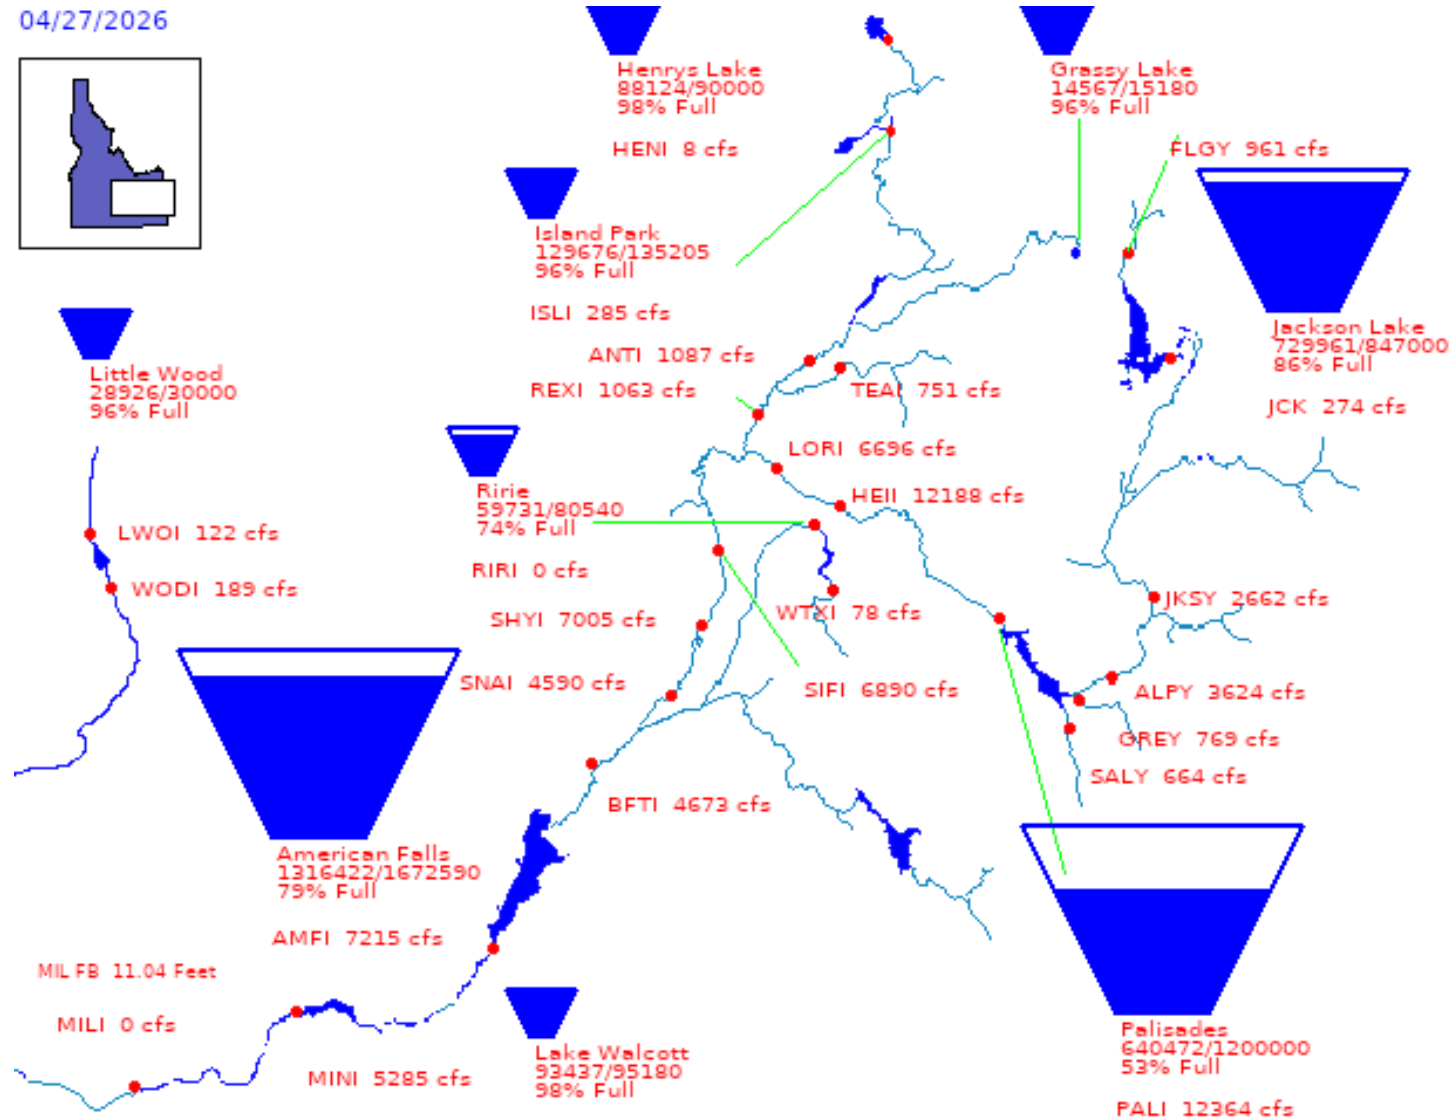 04/27/2026
Henrys Lake
88124/90000
98% Full
HENI 8 cfs
Grassy Lake
14567/15180
96% Full
FLGY 961 cfs
Island Park
129676/135205
96% Full
ISLI 285 cfs
Jackson Lake
729961/847000
86% Full
JCK 274 cfs
Little Wood
28926/30000
96% Full
ANTI 1087 cfs
REXI 1063 cfs
TEAI 751 cfs
LORI 6696 cfs
HEII 12188 cfs
Ririe
59731/80540
74% Full
RIRI 0 cfs
LWOI 122 cfs
WODI 189 cfs
SHYI 7005 cfs
WTXI 78 cfs
JKSY 2662 cfs
SNAI 4590 cfs
SIFI 6890 cfs
ALPY 3624 cfs
GREY 769 cfs
SALY 664 cfs
BFTI 4673 cfs
American Falls
1316422/1672590
79% Full
AMFI 7215 cfs
MIL FB 11.04 Feet
MILI 0 cfs
MINI 5285 cfs
Lake Walcott
93437/95180
98% Full
Palisades
640472/1200000
53% Full
PALI 12364 cfs